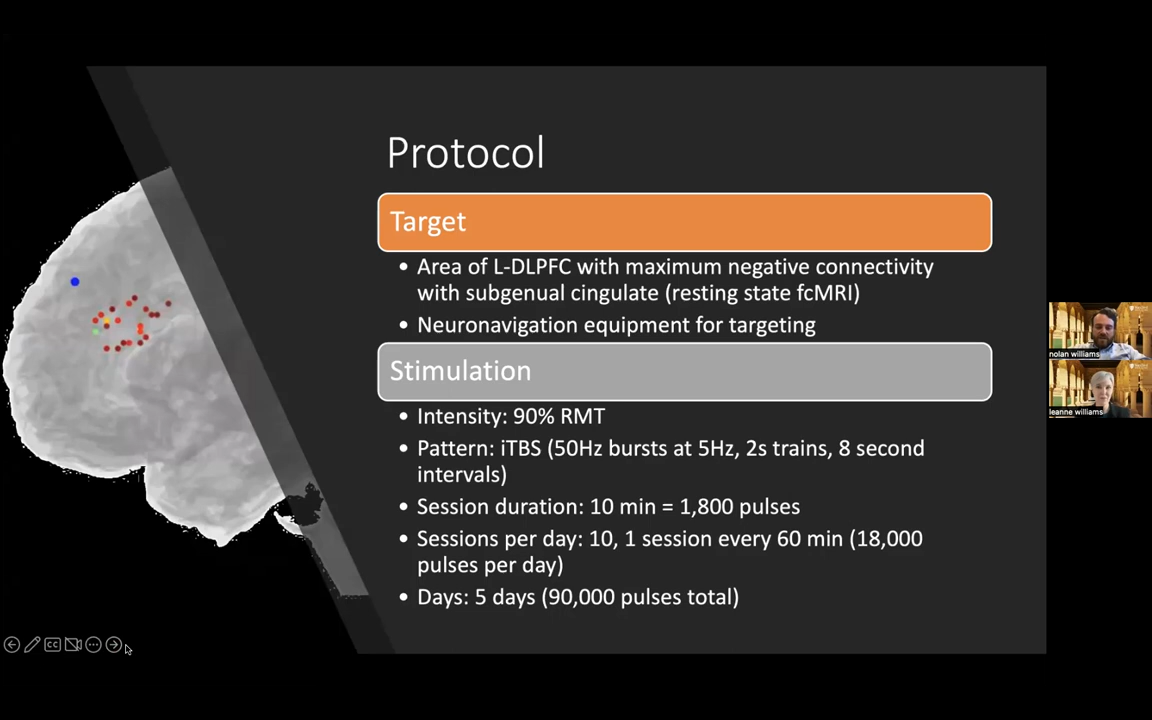 Protocol
Target
• Area of L-DLPFC with maximum negative connectivity
with subgenual cingulate (resting state fcMRI)
• Neuronavigation equipment for targeting
Stimulation
• Intensity: 90% RMT
• Pattern: iTBS (50Hz bursts at 5Hz, 2s trains, 8 second
intervals)
• Session duration: 10 min = 1,800 pulses
• Sessions per day: 10, 1 session every 60 min (18,000
pulses per day)
• Days: 5 days (90,000 pulses total)
nolan williams
leanne williams
CC